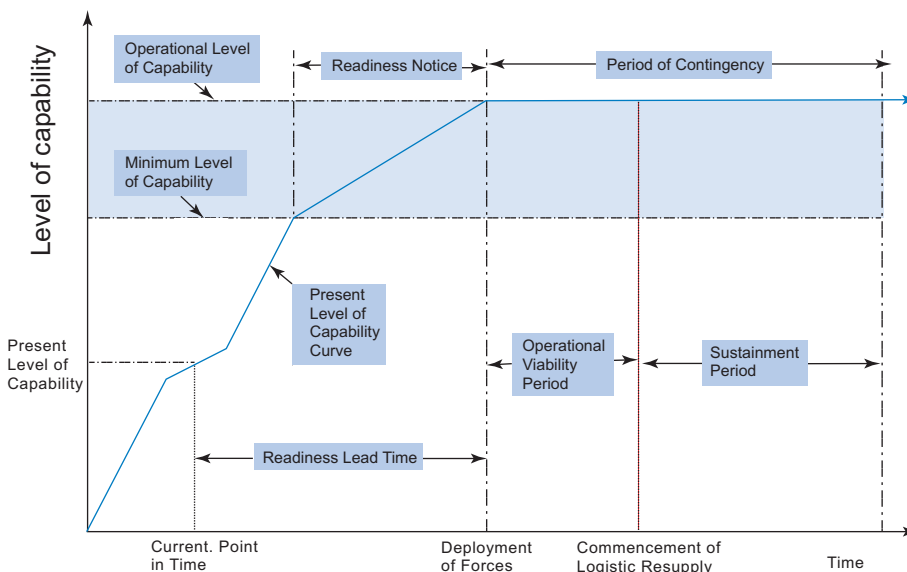 Operational Level
of Capability
Readiness Notice
Period of Contingency
Level of capability
Minimum Level
of Capability
Present
Level of
Capability
Curve
Present
Level of
Capability
Operational
Viability
Period
Sustainment
Period
Readiness Lead Time
Current. Point
in Time
Deployment
of Forces
Commencement of
Logistic Resupply
Time